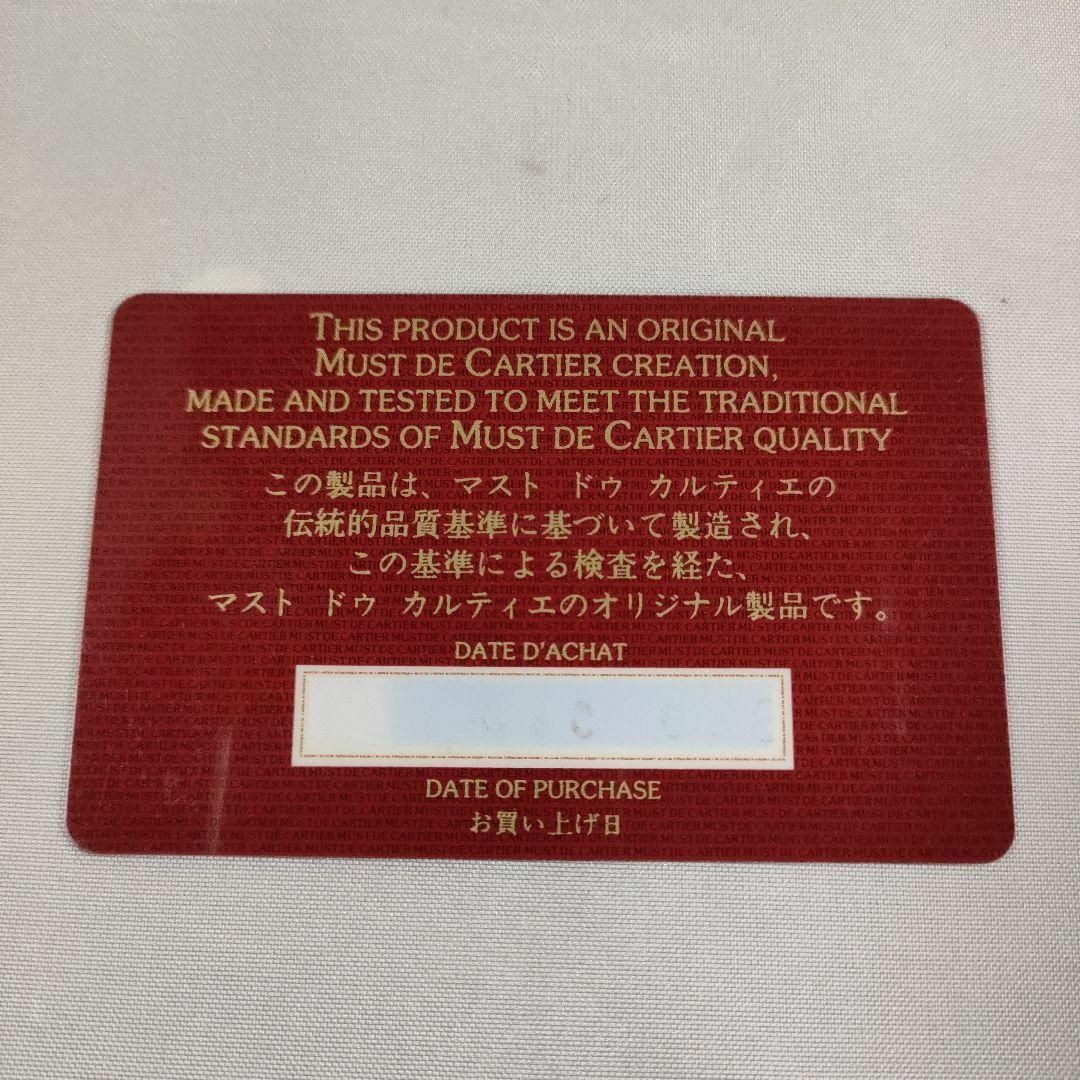 THIS PRODUCT IS AN ORIGINAL
MUST DE CARTIER CREATION,
MADE AND TESTED TO MEET THE TRADITIONAL
STANDARDS OF MUST DE CARTIER QUALITY
この製品は、マスト ドゥ カルティエの
伝統的品質基準に基づいて製造され、
この基準による検査を経た、
マスト ドゥ カルティエのオリジナル製品です。
DATE D'ACHAT
DATE OF PURCHASE
お買い上げ日